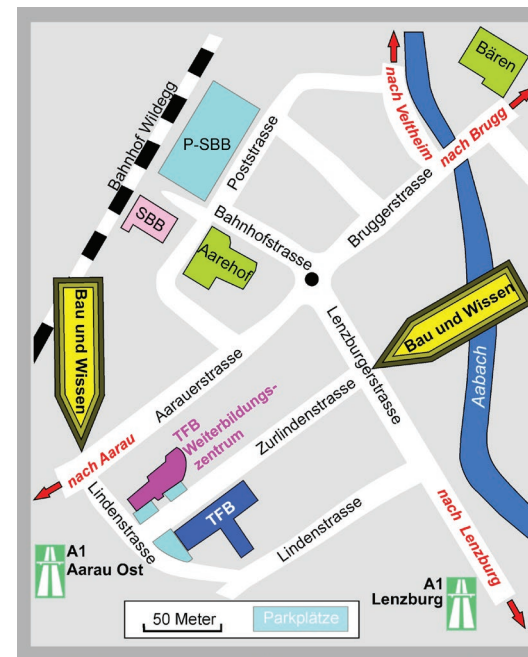 Bären
nach Veltheim
nach Brugg
Bahnhof Wildegg
P-SBB
Poststrasse
SBB
Bahnhofstrasse
Bruggerstrasse
Aarehof
Bau und Wissen
Bau und Wissen
Lenzburgerstrasse
Aabach
Aarauerstrasse
TFB
Weiterbildungs-
zentrum
Zurlindenstrasse
nach Aarau
Lindenstrasse
TFB
Lindenstrasse
nach Lenzburg
A1
Aarau Ost
A1
Lenzburg
50 Meter
Parkplätze